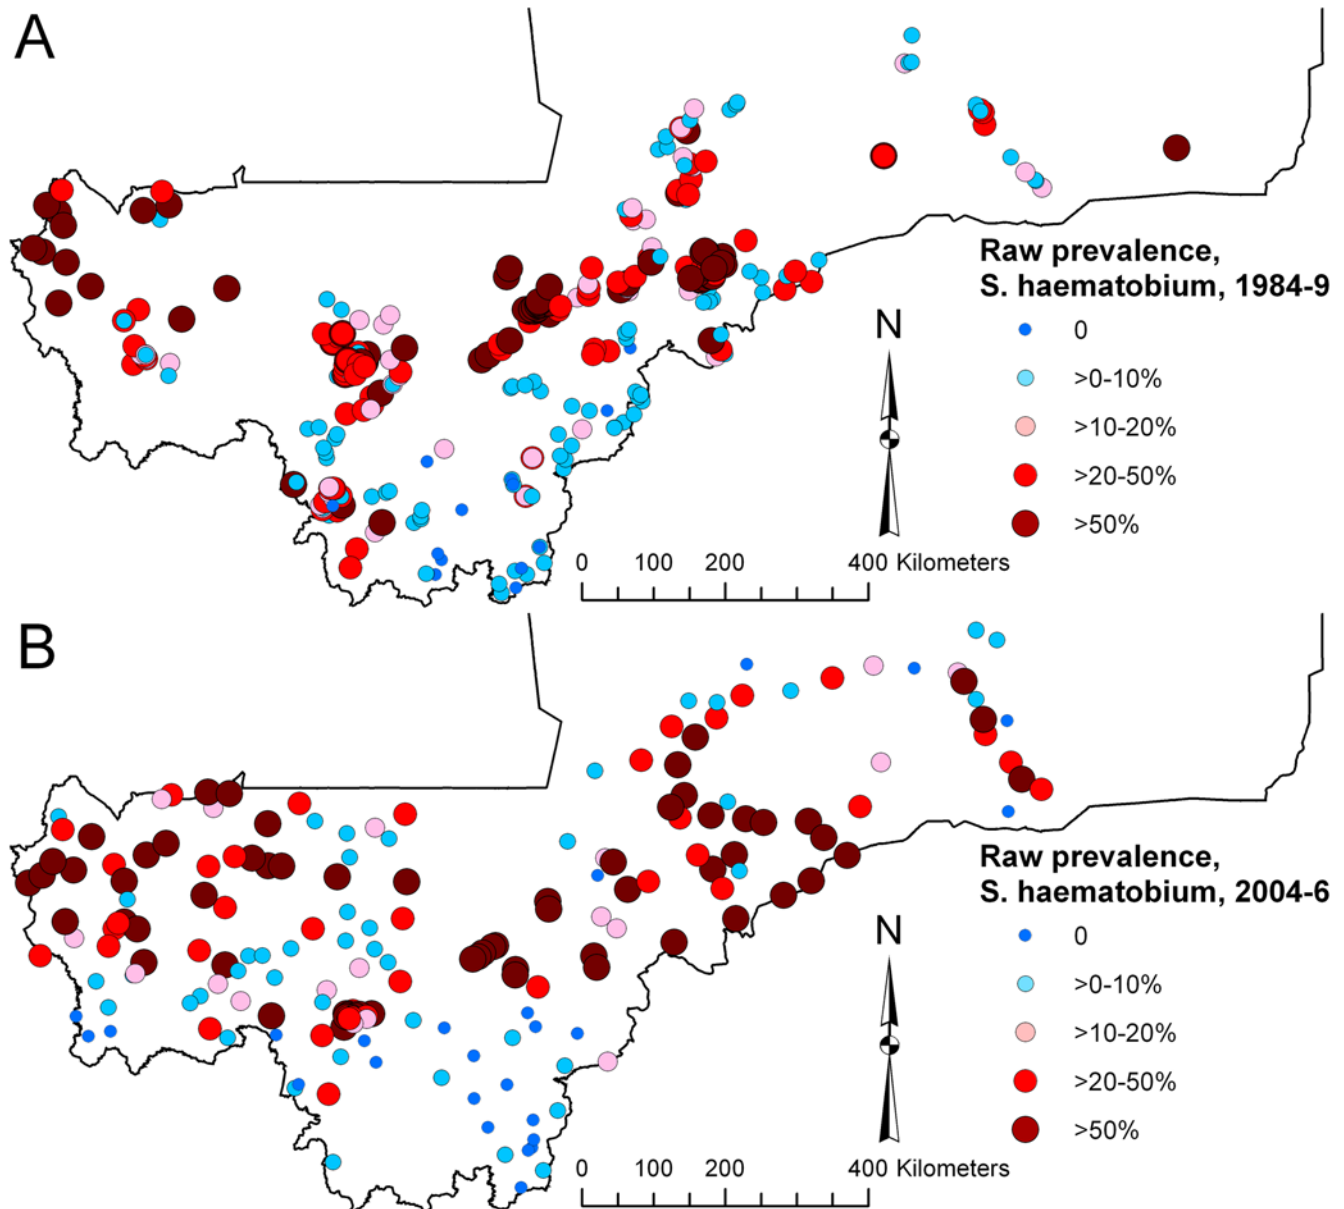 A
Raw prevalence,
S. haematobium, 1984-9
N
0
>0-10%
>10-20%
>20-50%
>50%
0 100 200 400 Kilometers
B
Raw prevalence,
S. haematobium, 2004-6
N
0
>0-10%
>10-20%
>20-50%
>50%
0 100 200 400 Kilometers